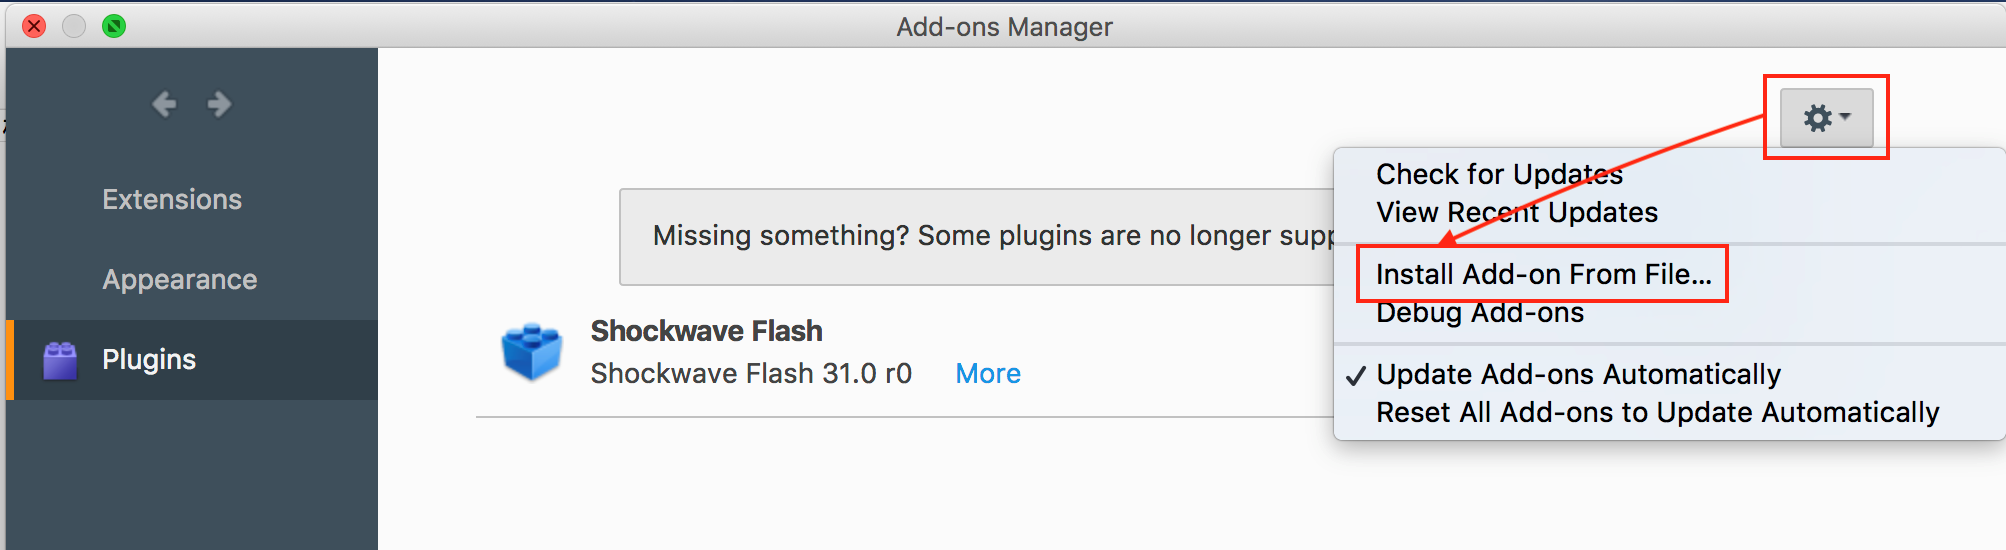 Add-ons Manager
Extensions
Appearance
Plugins
Missing something? Some plugins are no longer supp
Shockwave Flash
Shockwave Flash 31.0 r0 More
Check for Updates
View Recent Updates
Install Add-on From File...
Debug Add-ons
✓ Update Add-ons Automatically
Reset All Add-ons to Update Automatically